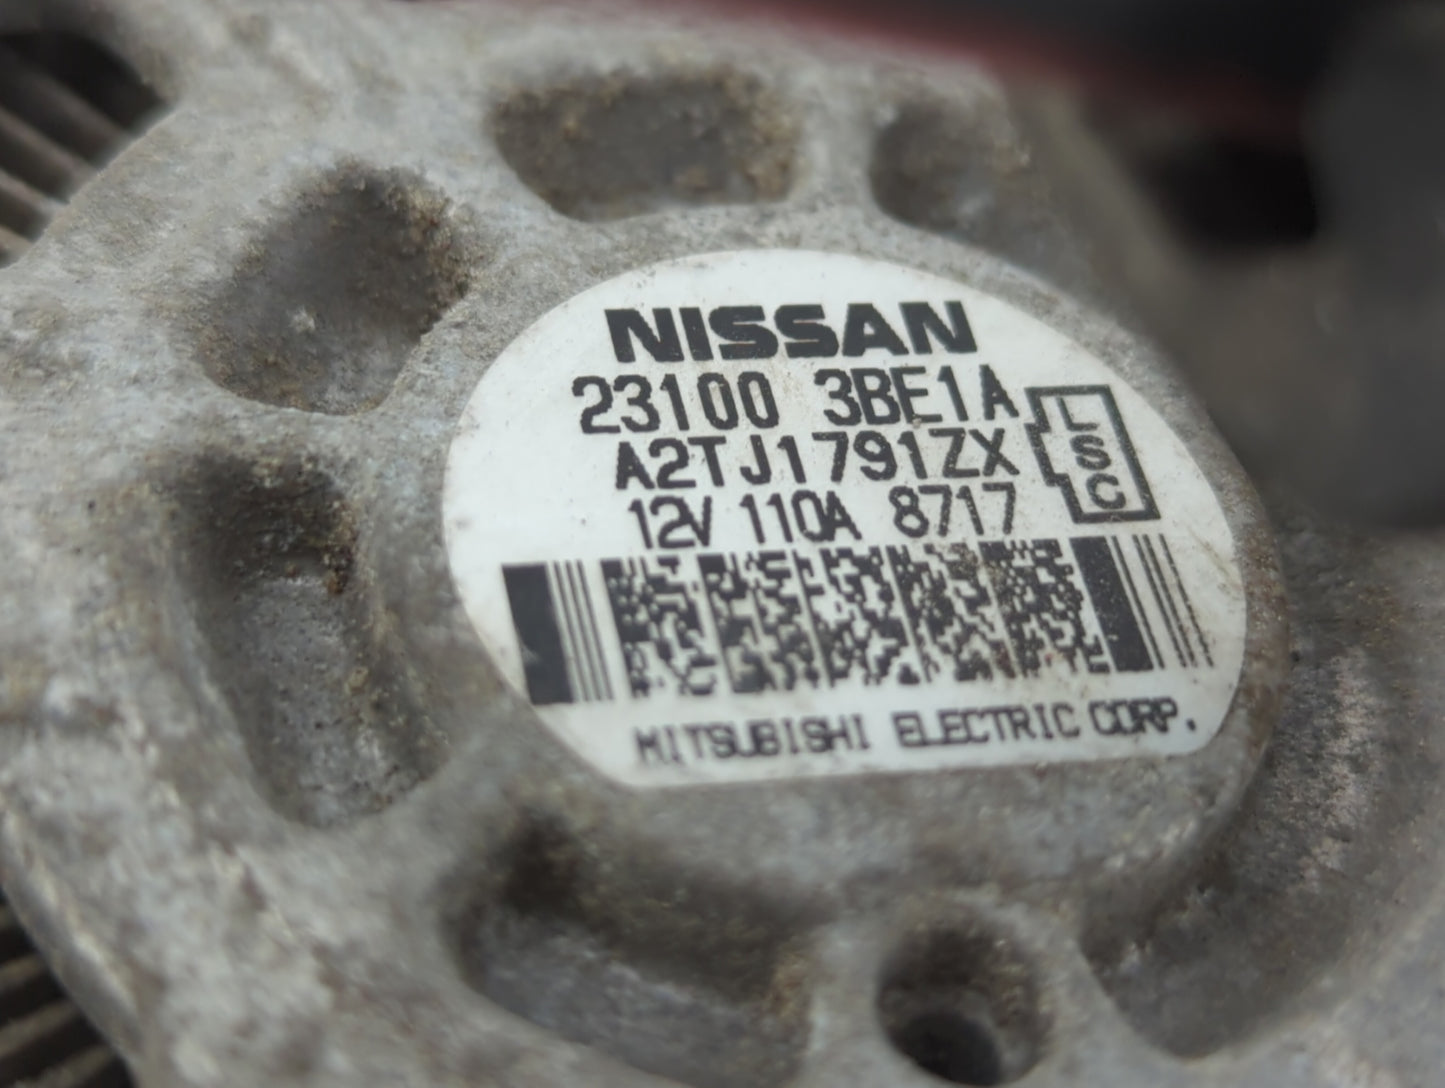 NISSAN
23100 3BE1A
A2TJ1791ZX
12V 110A 8717
L
S
C
MITSUBISHI ELECTRIC CORP.